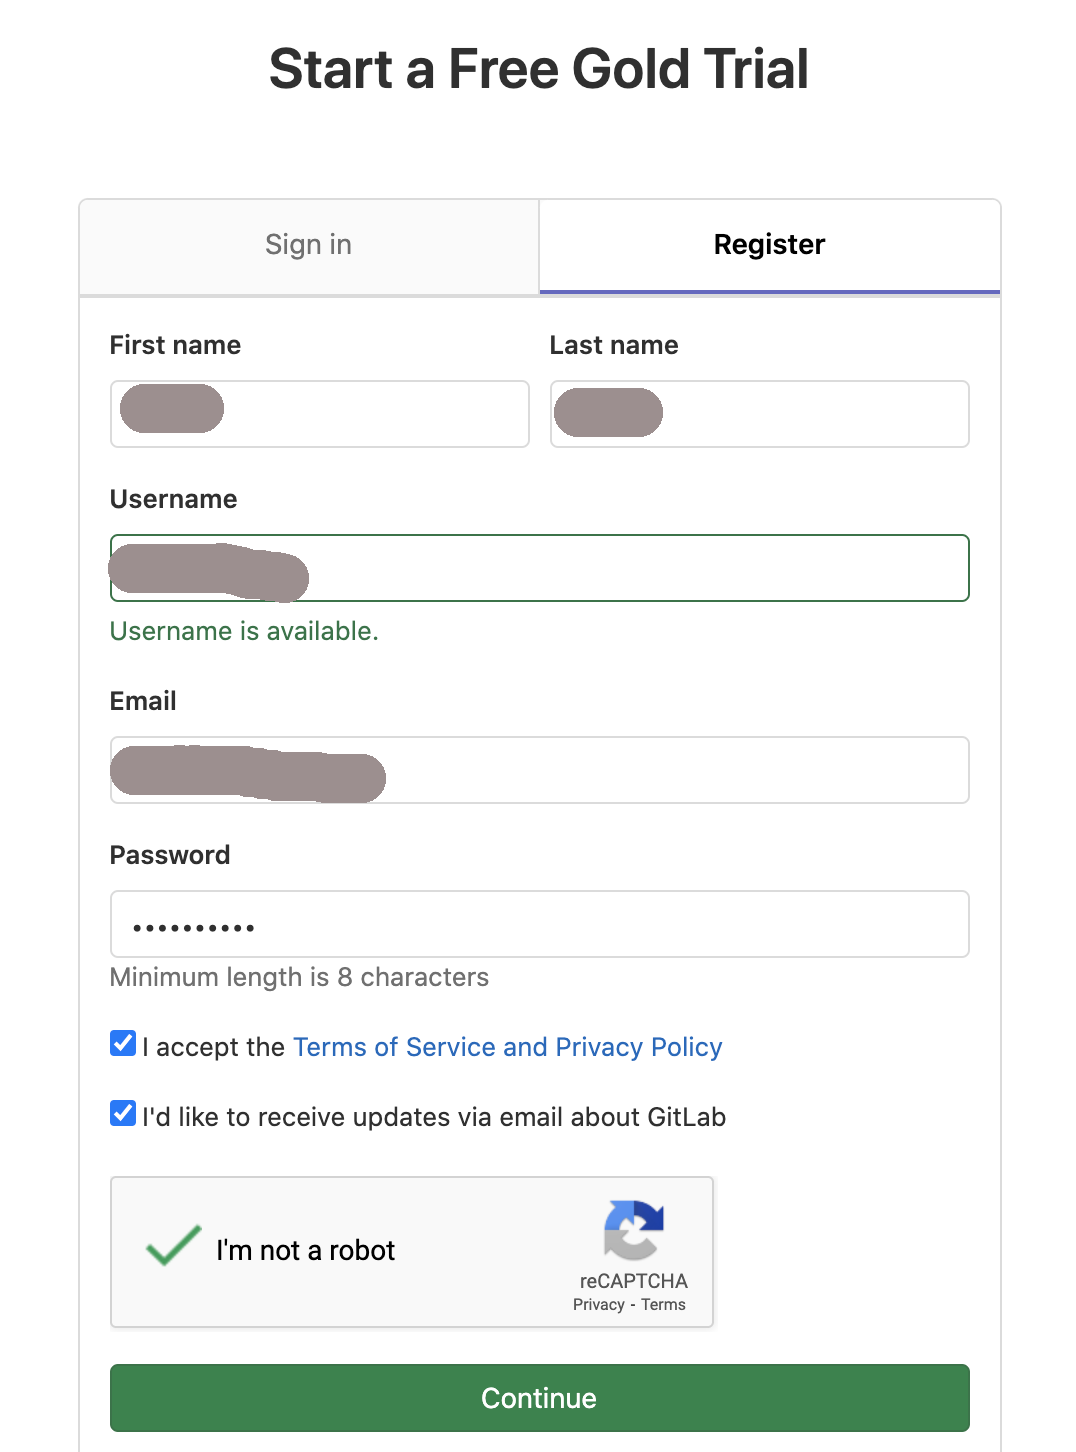 Start a Free Gold Trial
Sign in
Register
First name
Last name
Username
Username is available.
Email
Password
Minimum length is 8 characters
I accept the Terms of Service and Privacy Policy
I'd like to receive updates via email about GitLab
I'm not a robot
reCAPTCHA
Privacy - Terms
Continue